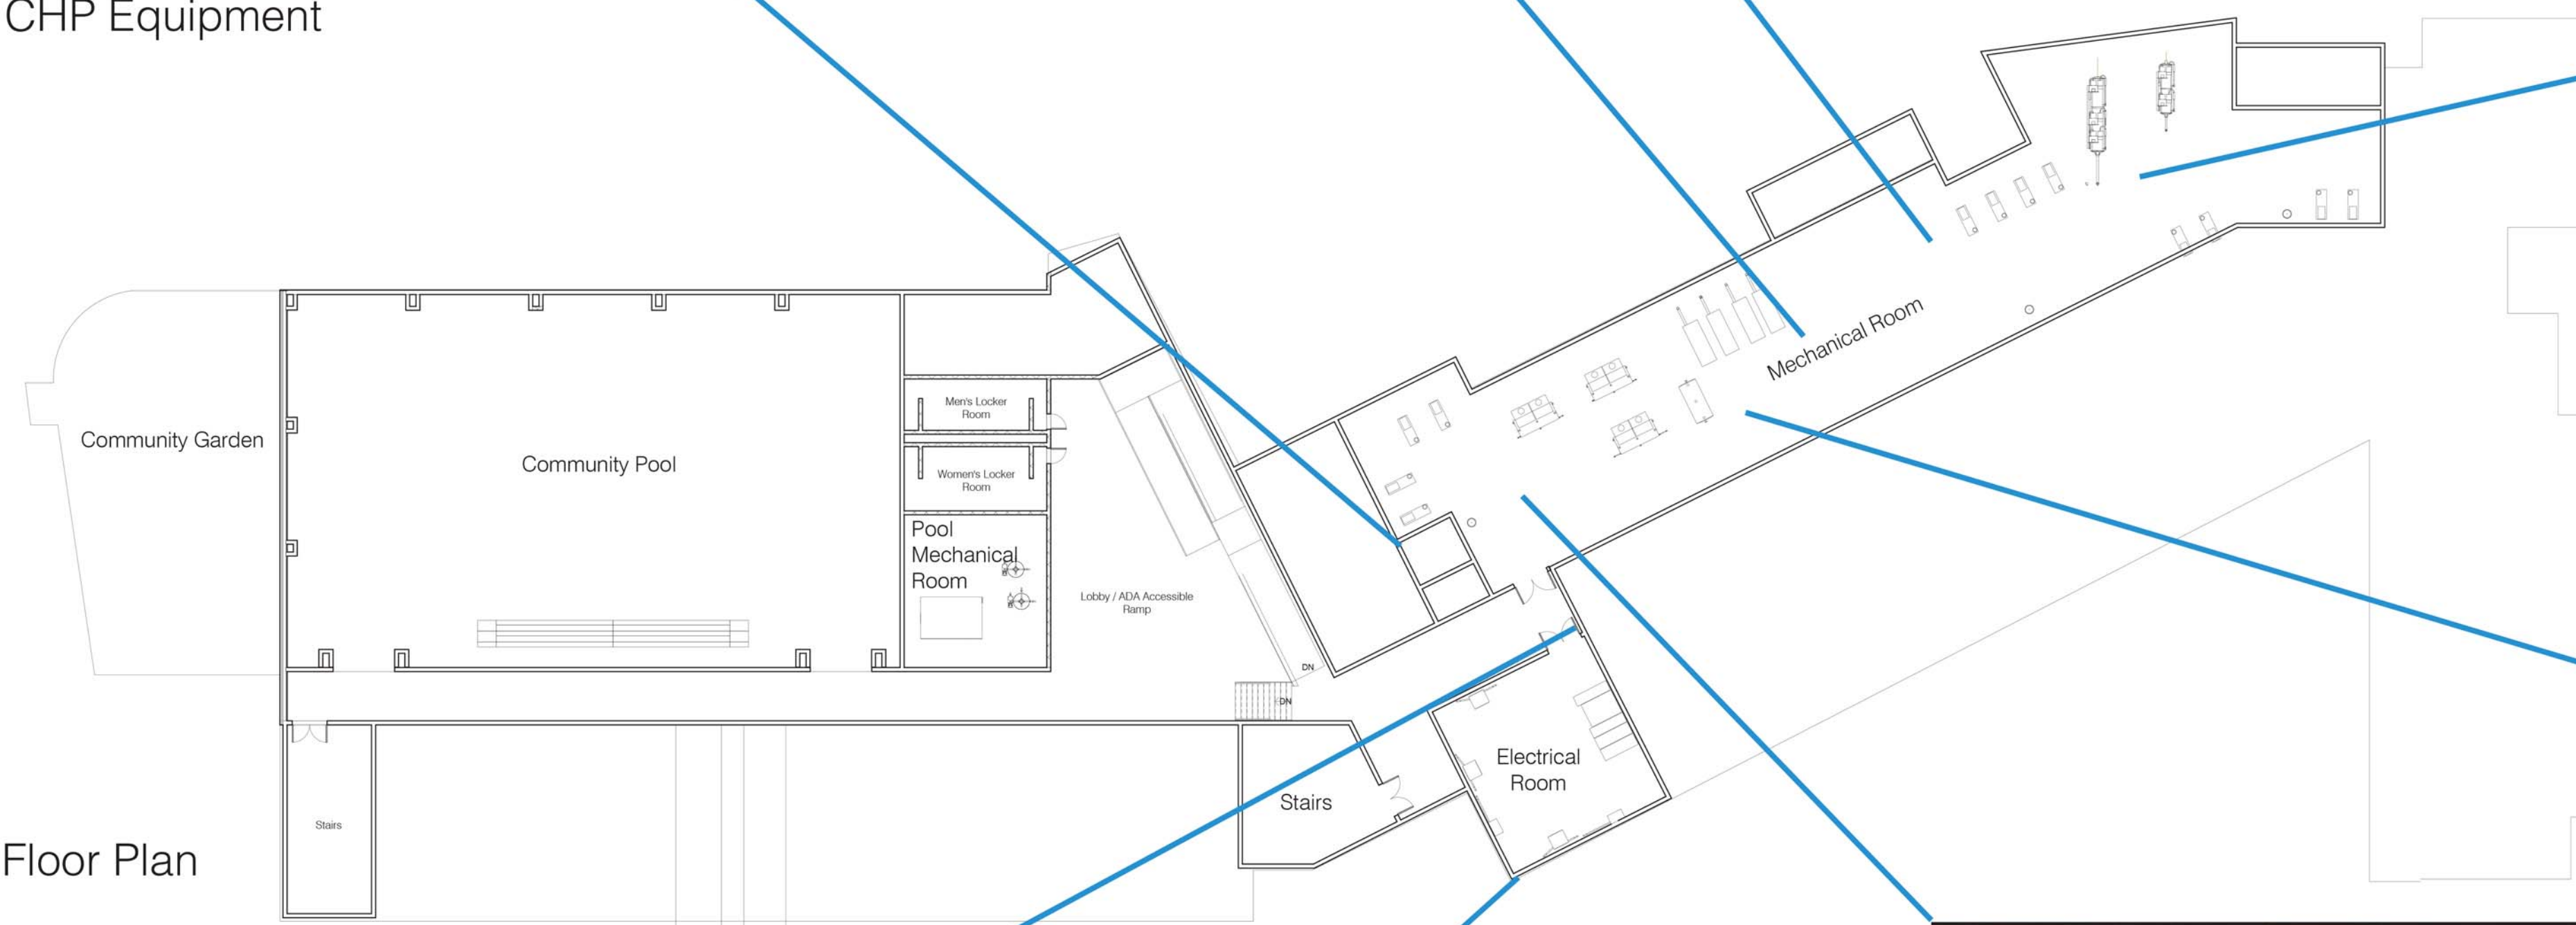 CHP Equipment
Mechanical Room
Men's Locker
Room
Community Garden
Community Pool
Women's Locker
Room
Pool
Mechanical
Room
Lobby / ADA Accessible
Ramp
DN
DN
Electrical
Room
Stairs
Stairs
Floor Plan